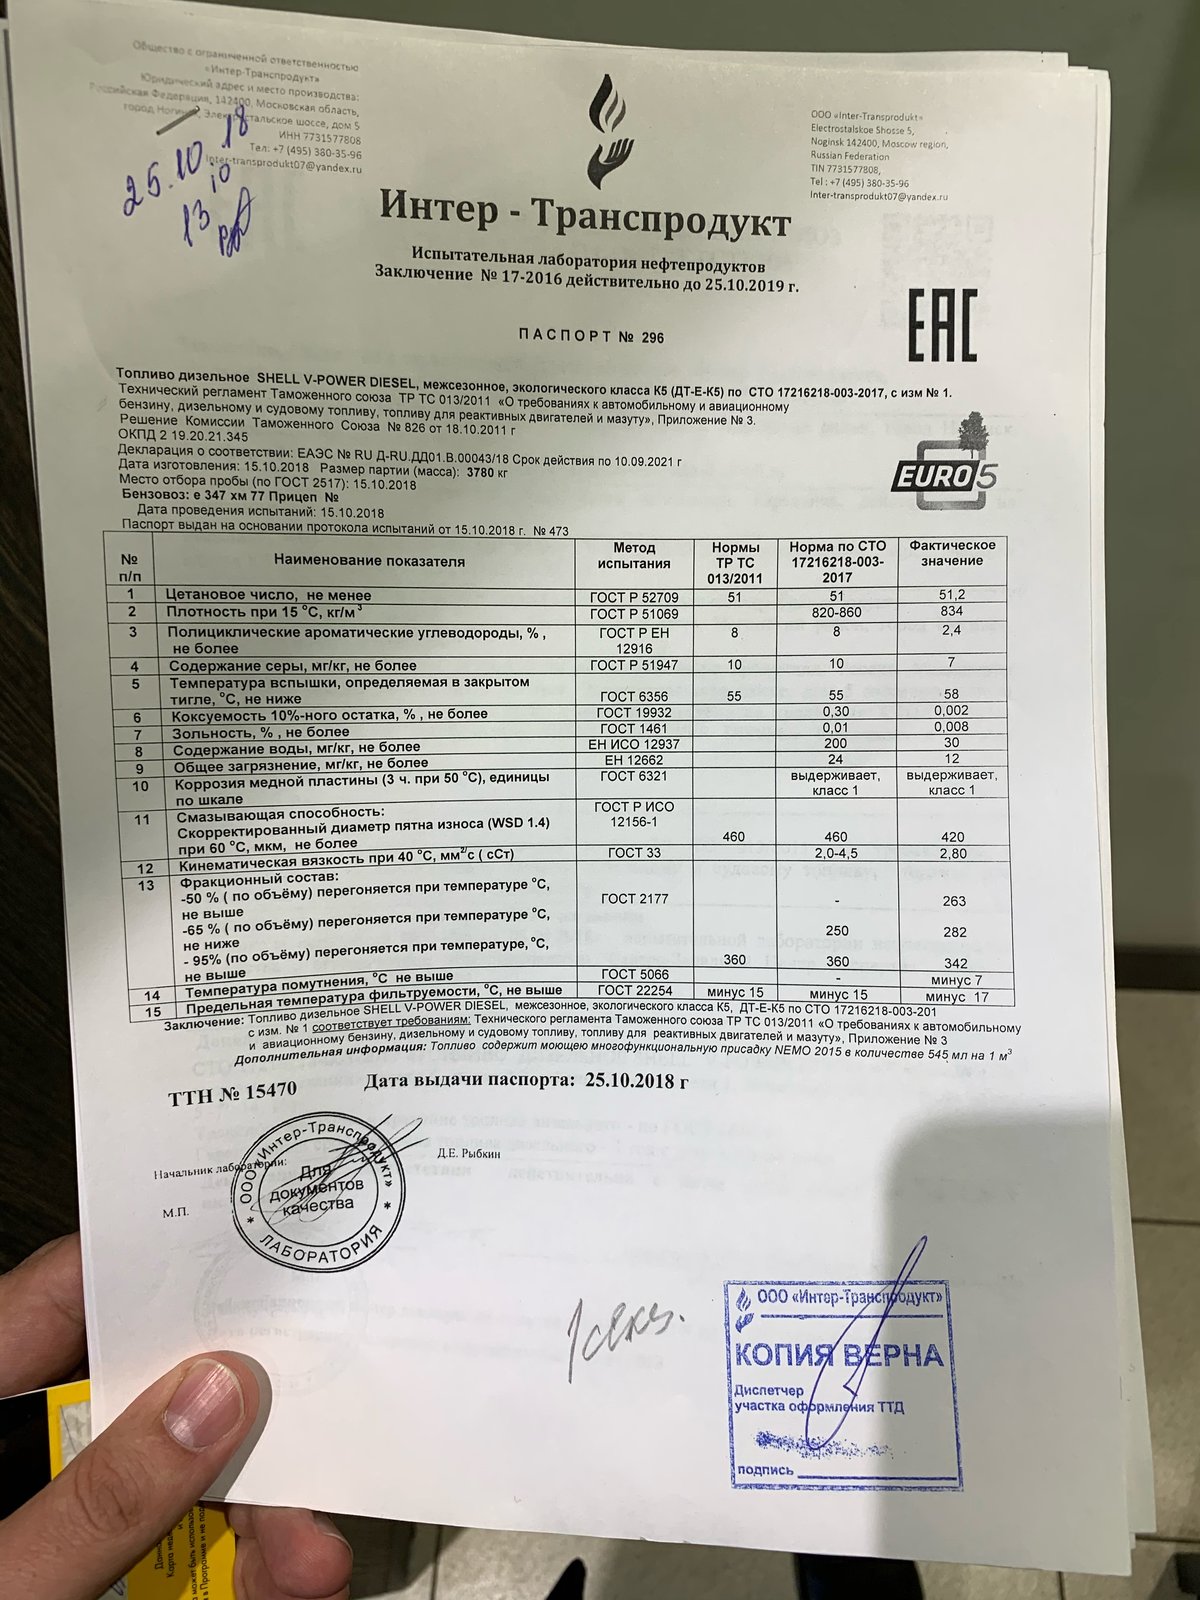 Общество с ограниченной ответственностью
«Интер-Транспродукт»
Юридический адрес и место производства:
Российская Федерация, 142400, Московская область,
город Ногинск, Электростальское шоссе, дом 5
ИНН 7731577808
Тел: +7 (495) 380-35-96
Inter-transprodukt07@yandex.ru
25.10.18
13 10
ООО «Inter-Transprodukt»
Electrostalskoe Shosse 5,
Noginsk 142400, Moscow region,
Russian Federation
TIN 7731577808,
Tel : +7 (495) 380-35-96
Inter-transprodukt07@yandex.ru
Интер - Транспродукт
Испытательная лаборатория нефтепродуктов
Заключение № 17-2016 действительно до 25.10.2019 г.
ЕАС
ПАСПОРТ № 296
Топливо дизельное SHELL V-POWER DIESEL, межсезонное, экологического класса К5 (ДТ-Е-К5) по СТО 17216218-003-2017, с изм № 1.
Технический регламент Таможенного союза ТР ТС 013/2011 «О требованиях к автомобильному и авиационному
бензину, дизельному и судовому топливу, топливу для реактивных двигателей и мазуту», Приложение № 3.
Решение Комиссии Таможенного Союза № 826 от 18.10.2011 г
ОКПД 2 19.20.21.345
Декларация о соответствии: ЕАЭС № RU Д-RU.ДД01.В.00043/18 Срок действия по 10.09.2021 г
Дата изготовления: 15.10.2018 Размер партии (масса): 3780 кг
Место отбора пробы (по ГОСТ 2517): 15.10.2018
Бензовоз: е 347 хм 77 Прицеп №
Дата проведения испытаний: 15.10.2018
Паспорт выдан на основании протокола испытаний от 15.10.2018 г. № 473
EURO 5
№ п/п Наименование показателя Метод испытания Нормы ТР ТС 013/2011 Норма по СТО 17216218-003-2017 Фактическое значение
1 Цетановое число, не менее ГОСТ Р 52709 51 51 51,2
2 Плотность при 15 °С, кг/м³ ГОСТ Р 51069 820-860 834
3 Полициклические ароматические углеводороды, % , не более ГОСТ Р ЕН 12916 8 8 2,4
4 Содержание серы, мг/кг, не более ГОСТ Р 51947 10 10 7
5 Температура вспышки, определяемая в закрытом тигле, °С, не ниже ГОСТ 6356 55 55 58
6 Коксуемость 10%-ного остатка, % , не более ГОСТ 19932 0,30 0,002
7 Зольность, % , не более ГОСТ 1461 0,01 0,008
8 Содержание воды, мг/кг, не более ЕН ИСО 12937 200 30
9 Общее загрязнение, мг/кг, не более ЕН 12662 24 12
10 Коррозия медной пластины (3 ч. при 50 °С), единицы по шкале ГОСТ 6321 выдерживает, класс 1 выдерживает, класс 1
11 Смазывающая способность:
Скорректированный диаметр пятна износа (WSD 1.4) при 60 °С, мкм, не более ГОСТ Р ИСО 12156-1 460 460 420
12 Кинематическая вязкость при 40 °С, мм²/с ( сСт) ГОСТ 33 2,0-4,5 2,80
13 Фракционный состав: ГОСТ 2177
-50 % ( по объёму) перегоняется при температуре °С, не выше - 263
-65 % ( по объёму) перегоняется при температуре °С, не ниже 250 282
- 95% (по объёму) перегоняется при температуре, °С, не выше 360 360 342
14 Температура помутнения, °С не выше ГОСТ 5066 - минус 7
15 Предельная температура фильтруемости, °С, не выше ГОСТ 22254 минус 15 минус 15 минус 17
Заключение: Топливо дизельное SHELL V-POWER DIESEL, межсезонное, экологического класса К5, ДТ-Е-К5 по СТО 17216218-003-201
с изм. № 1 соответствует требованиям: Технического регламента Таможенного союза ТР ТС 013/2011 «О требованиях к автомобильному
и авиационному бензину, дизельному и судовому топливу, топливу для реактивных двигателей и мазуту», Приложение № 3
Дополнительная информация: Топливо содержит моющею многофункциональную присадку NEMO 2015 в количестве 545 мл на 1 м³
ТТН № 15470 Дата выдачи паспорта: 25.10.2018 г
Начальник лаборатории: Д.Е. Рыбкин
М.П.
ООО «Интер-Транспродукт»
Для
документов
качества
ЛАБОРАТОРИЯ
ООО «Интер-Транспродукт»
КОПИЯ ВЕРНА
Диспетчер
участка оформления ТТД
подпись